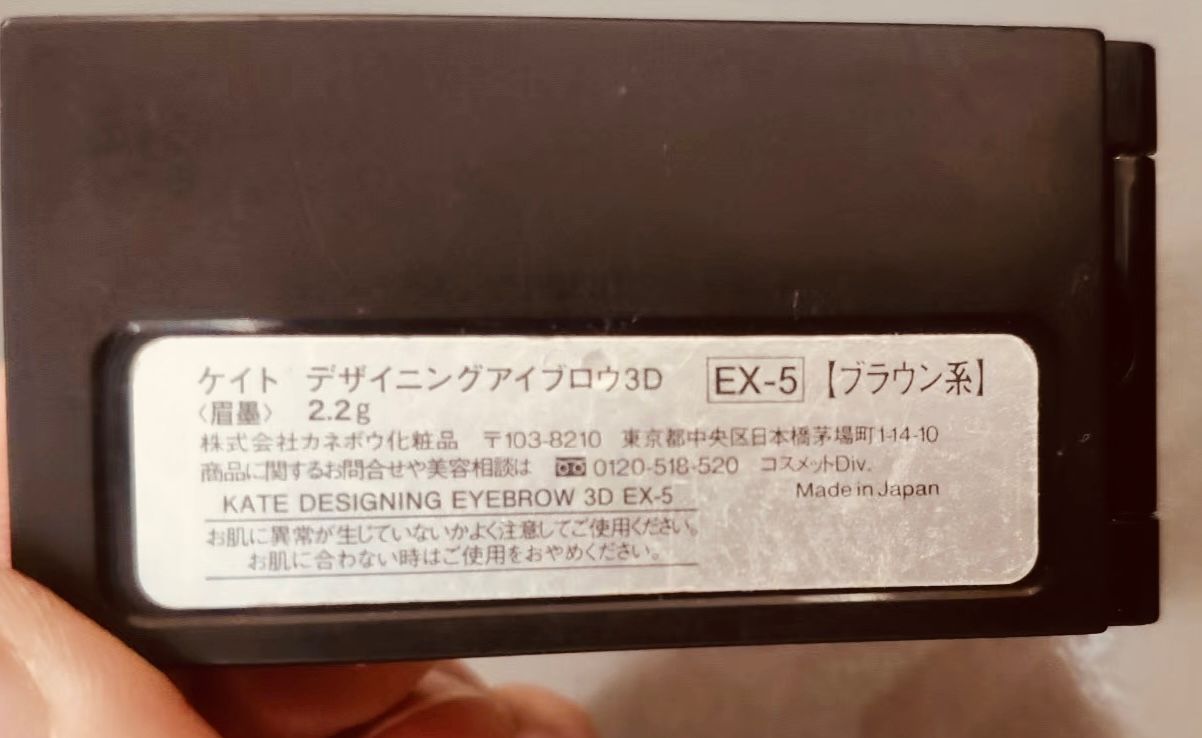 ケイト デザイニングアイブロウ3D EX-5 【ブラウン系】
〈眉墨〉 2.2g
株式会社カネボウ化粧品 〒103-8210 東京都中央区日本橋茅場町1-14-10
商品に関するお問合せや美容相談は 0120-518-520 コスメットDiv.
KATE DESIGNING EYEBROW 3D EX-5 Made in Japan
お肌に異常が生じていないかよく注意してご使用ください。
お肌に合わない時はご使用をおやめください。